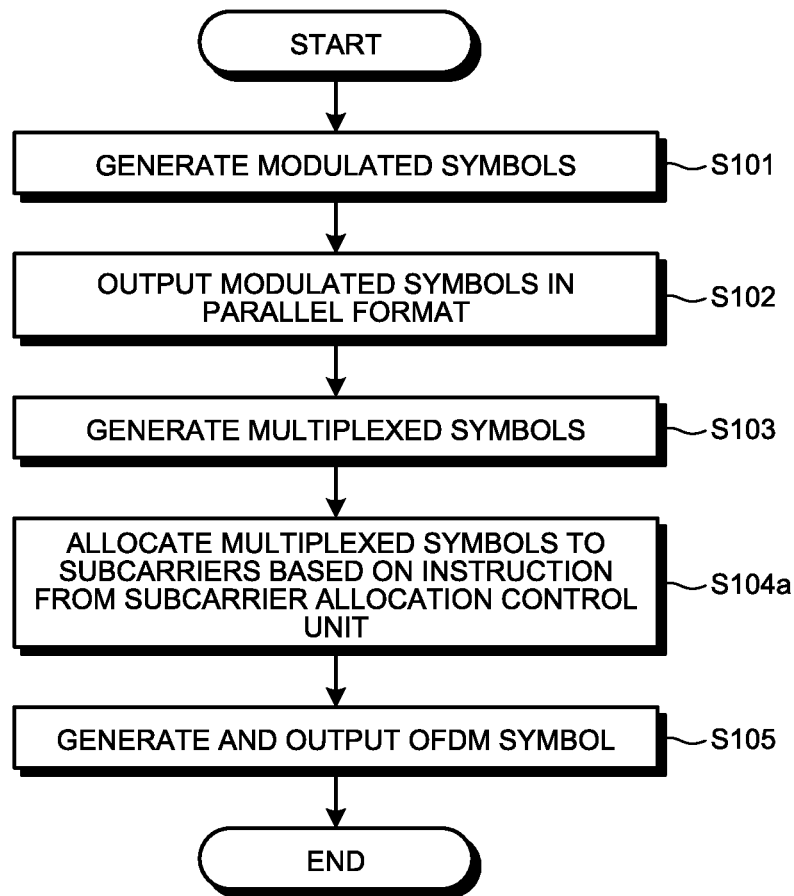 START
GENERATE MODULATED SYMBOLS
S101
OUTPUT MODULATED SYMBOLS IN
PARALLEL FORMAT
S102
GENERATE MULTIPLEXED SYMBOLS
S103
ALLOCATE MULTIPLEXED SYMBOLS TO
SUBCARRIERS BASED ON INSTRUCTION
FROM SUBCARRIER ALLOCATION CONTROL
UNIT
S104a
GENERATE AND OUTPUT OFDM SYMBOL
S105
END